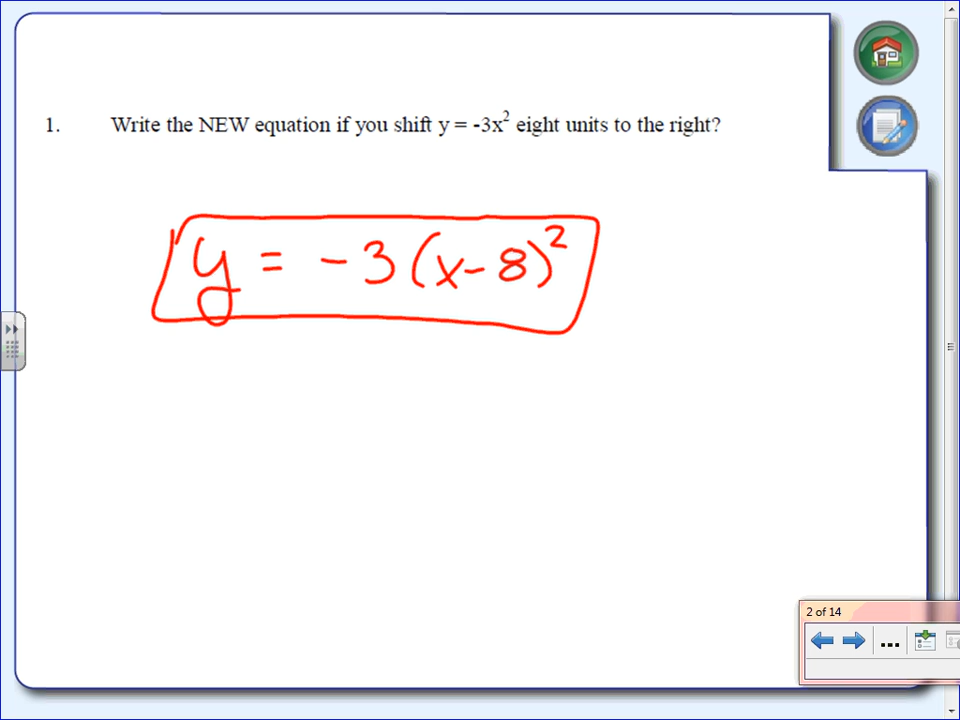 1. Write the NEW equation if you shift y = -3x² eight units to the right?
y = -3(x-8)²
2 of 14